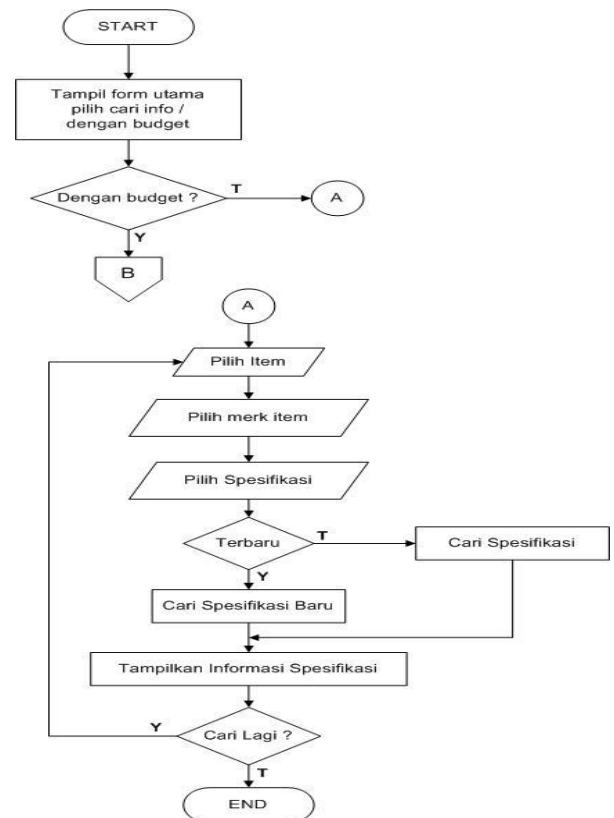 START
Tampil form utama
pilih cari info /
dengan budget
Dengan budget ?
T
A
Y
B
A
Pilih Item
Pilih merk item
Pilih Spesifikasi
Terbaru
T
Cari Spesifikasi
Y
Cari Spesifikasi Baru
Tampilkan Informasi Spesifikasi
Y
Cari Lagi ?
T
END